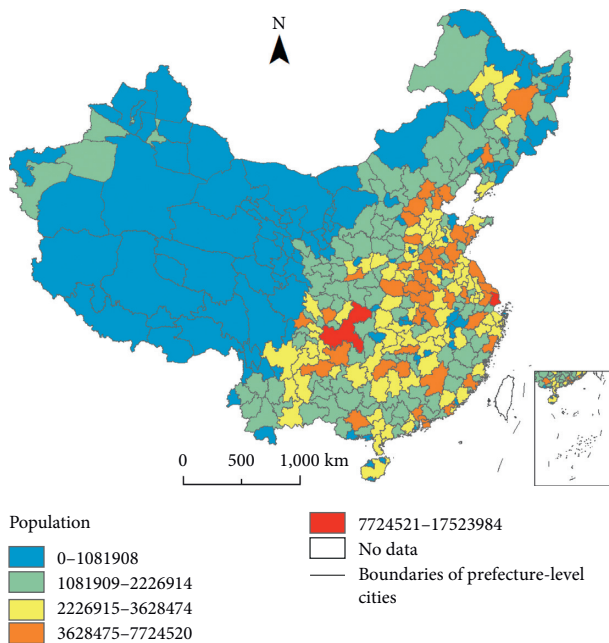 N
0 500 1,000 km
Population
0–1081908
1081909–2226914
2226915–3628474
3628475–7724520
7724521–17523984
No data
Boundaries of prefecture-level
cities